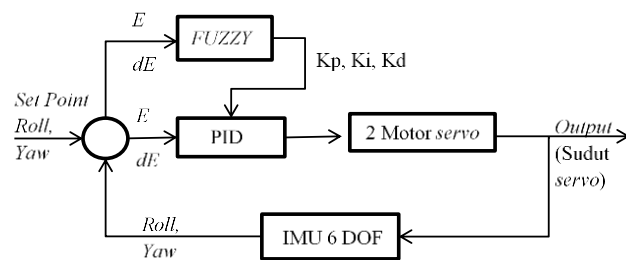 E
FUZZY
dE
Kp, Ki, Kd
Set Point
Roll,
Yaw
E
dE
PID
2 Motor servo
Output
(Sudut
servo)
Roll,
Yaw
IMU 6 DOF